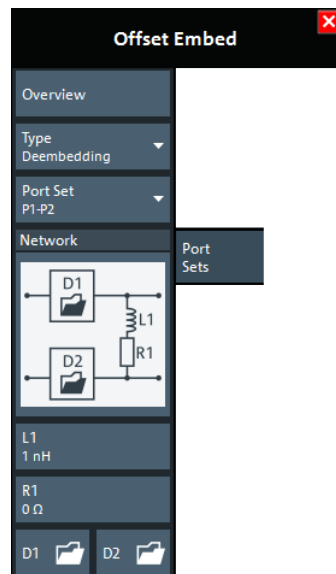 Offset Embed
Overview
Type
Deembedding
Port Set
P1-P2
Network
D1
L1
R1
D2
L1
1 nH
R1
0 Ω
D1
D2
Port
Sets